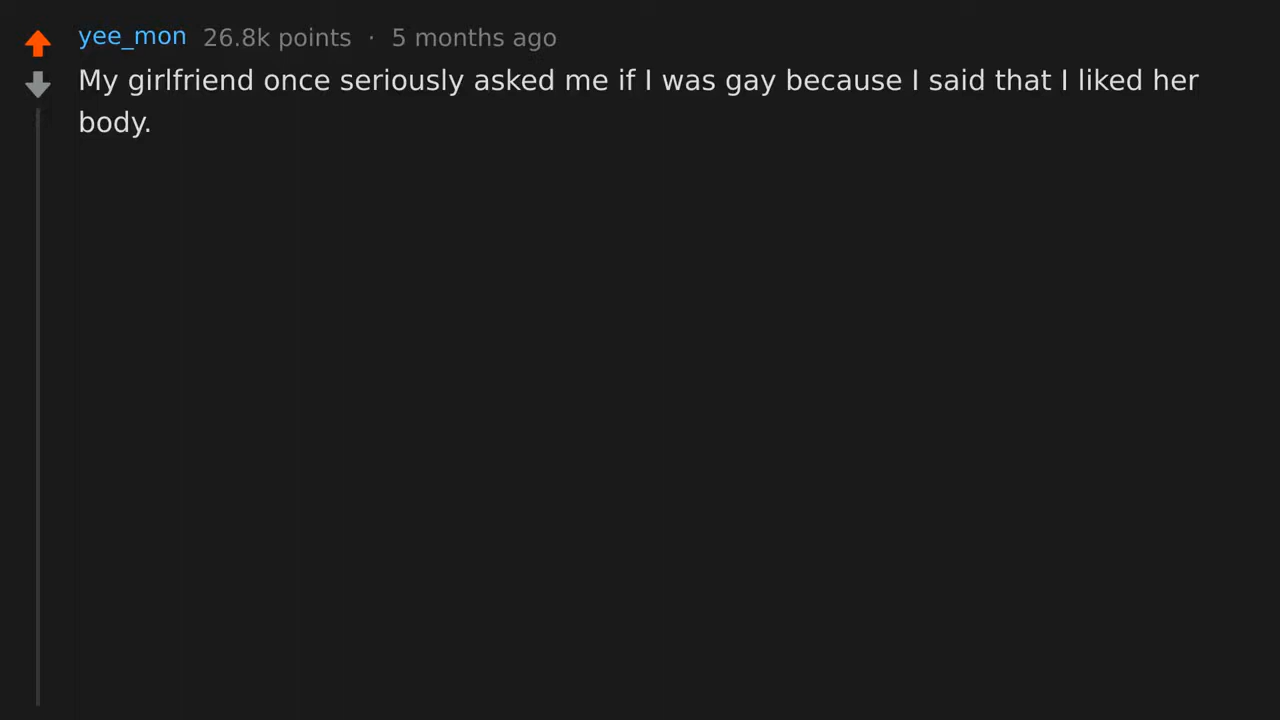 yee_mon 26.8k points · 5 months ago
My girlfriend once seriously asked me if I was gay because I said that I liked her
body.